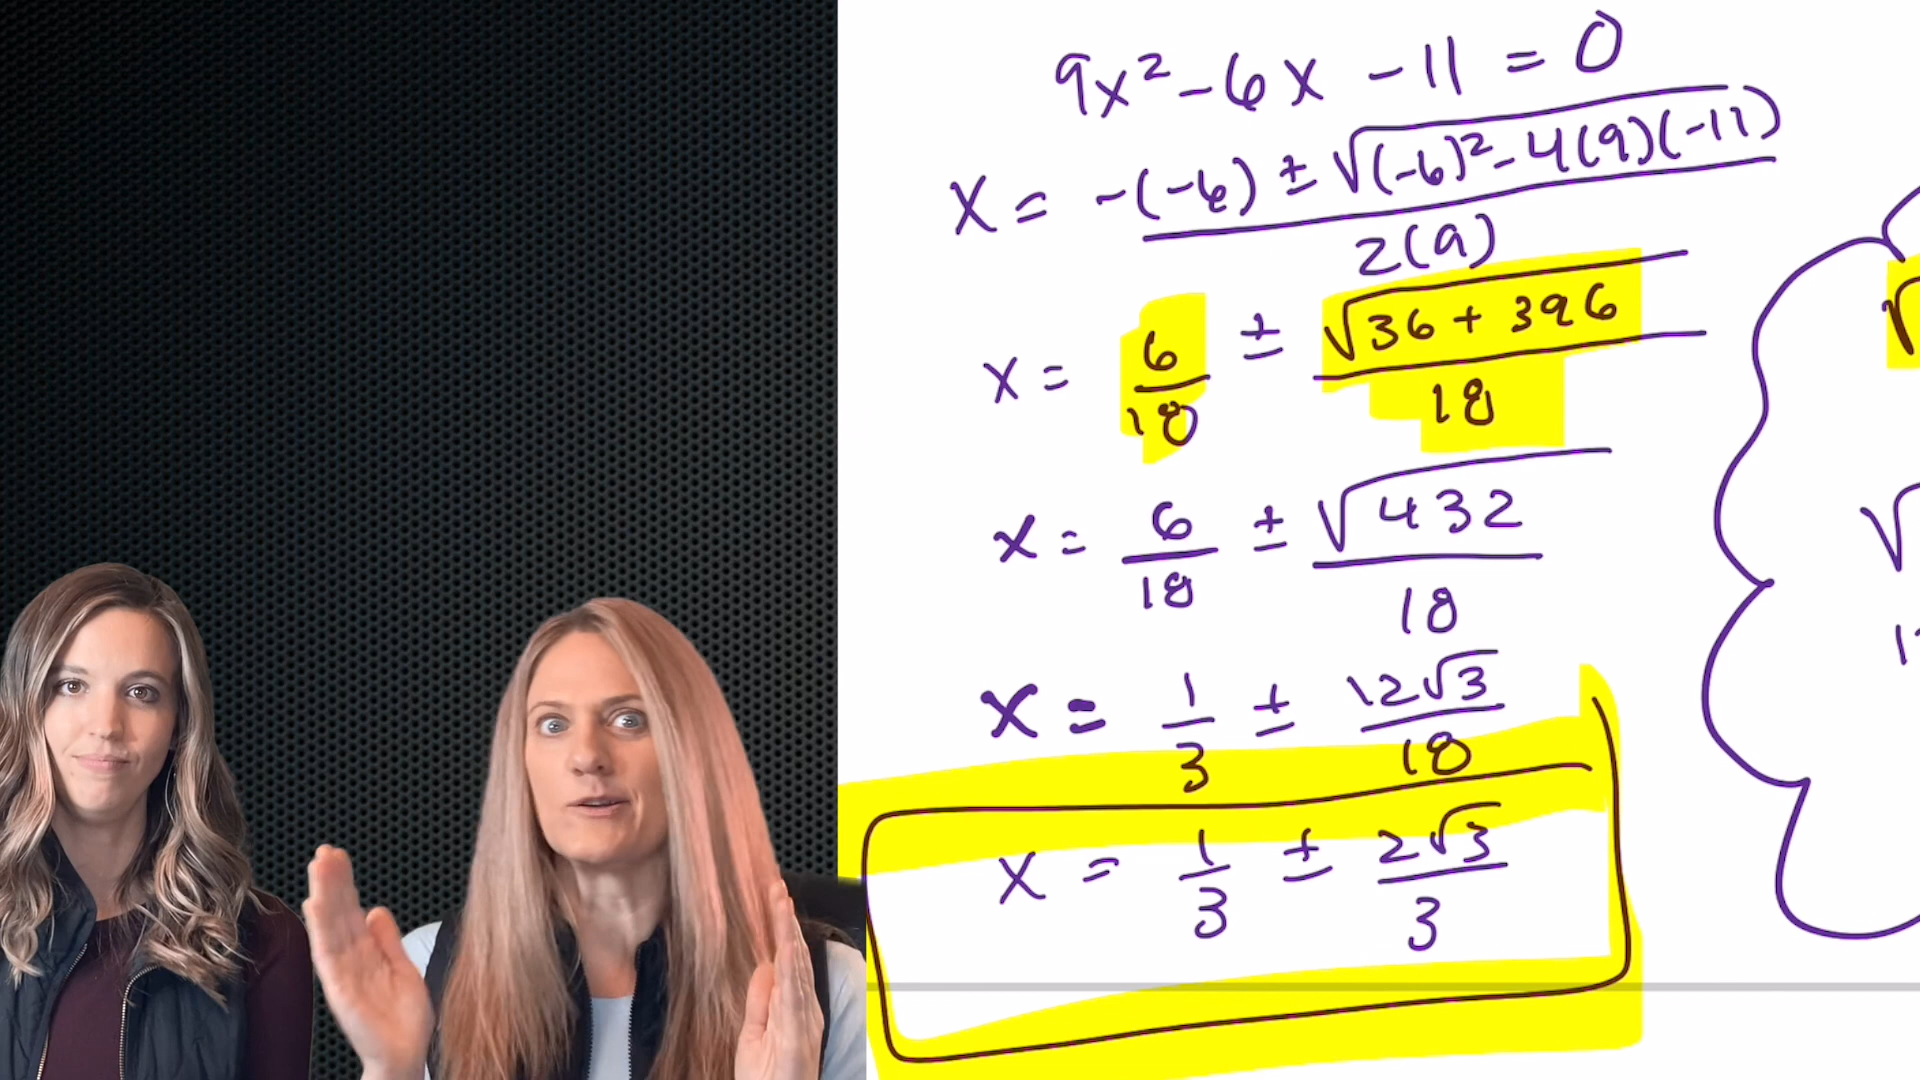 9x² - 6x - 11 = 0
x = -(-6) ± √(-6)² - 4(9)(-11) / 2(9)
x = 6/18 ± √36 + 396 / 18
x = 6/18 ± √432 / 18
x = 1/3 ± 12√3 / 18
x = 1/3 ± 2√3 / 3